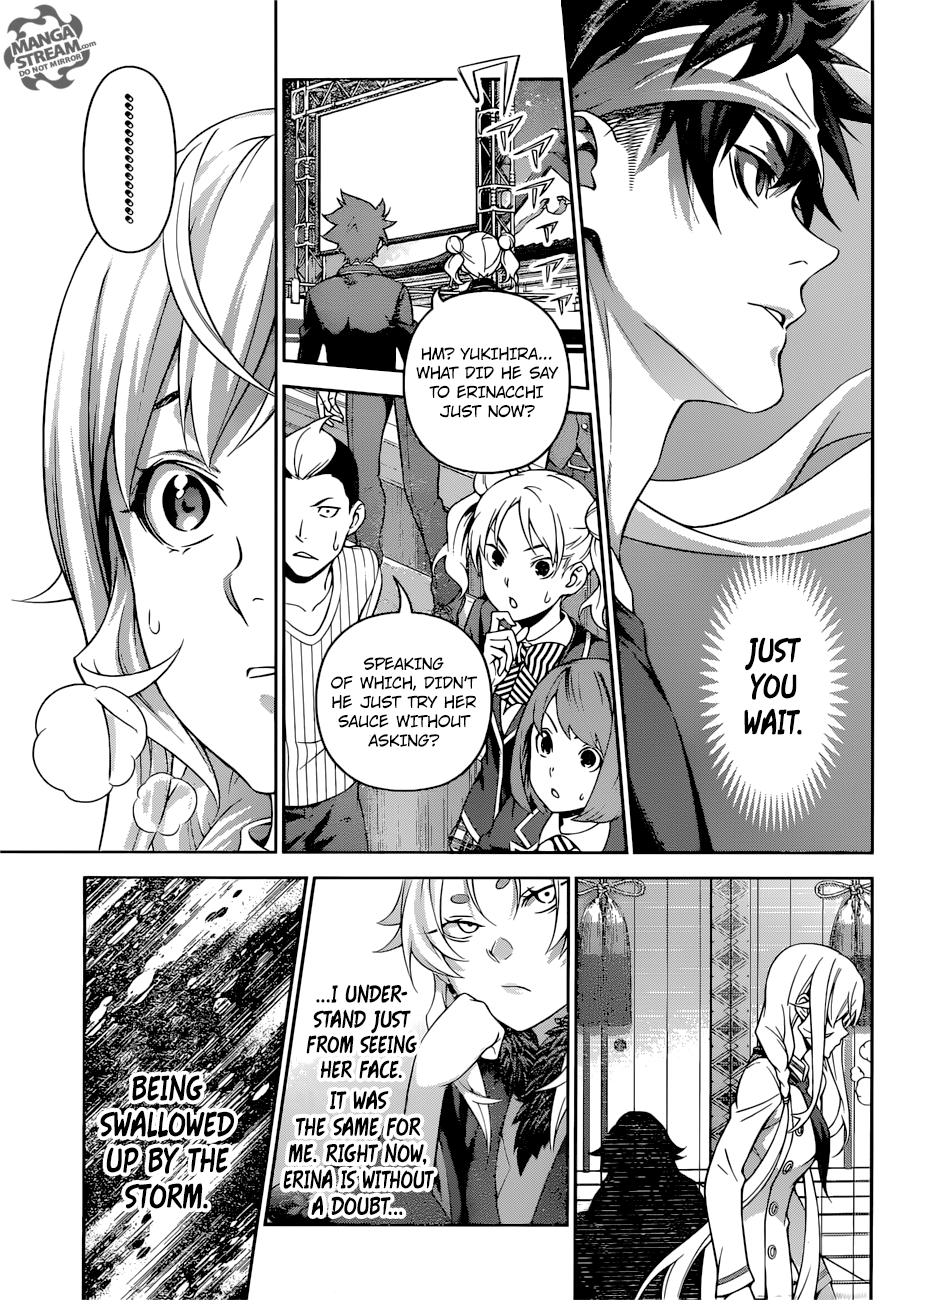 MANGA
STREAM.com
DO NOT MIRROR
JUST
YOU
WAIT.
HM? YUKIHIRA...
WHAT DID HE SAY
TO ERINACCHI
JUST NOW?
SPEAKING
OF WHICH, DIDN'T
HE JUST TRY HER
SAUCE WITHOUT
ASKING?
...I UNDER-
STAND JUST
FROM SEEING
HER FACE.
IT WAS
THE SAME FOR
ME. RIGHT NOW,
ERINA IS WITHOUT
A DOUBT...
BEING
SWALLOWED
UP BY THE
STORM.